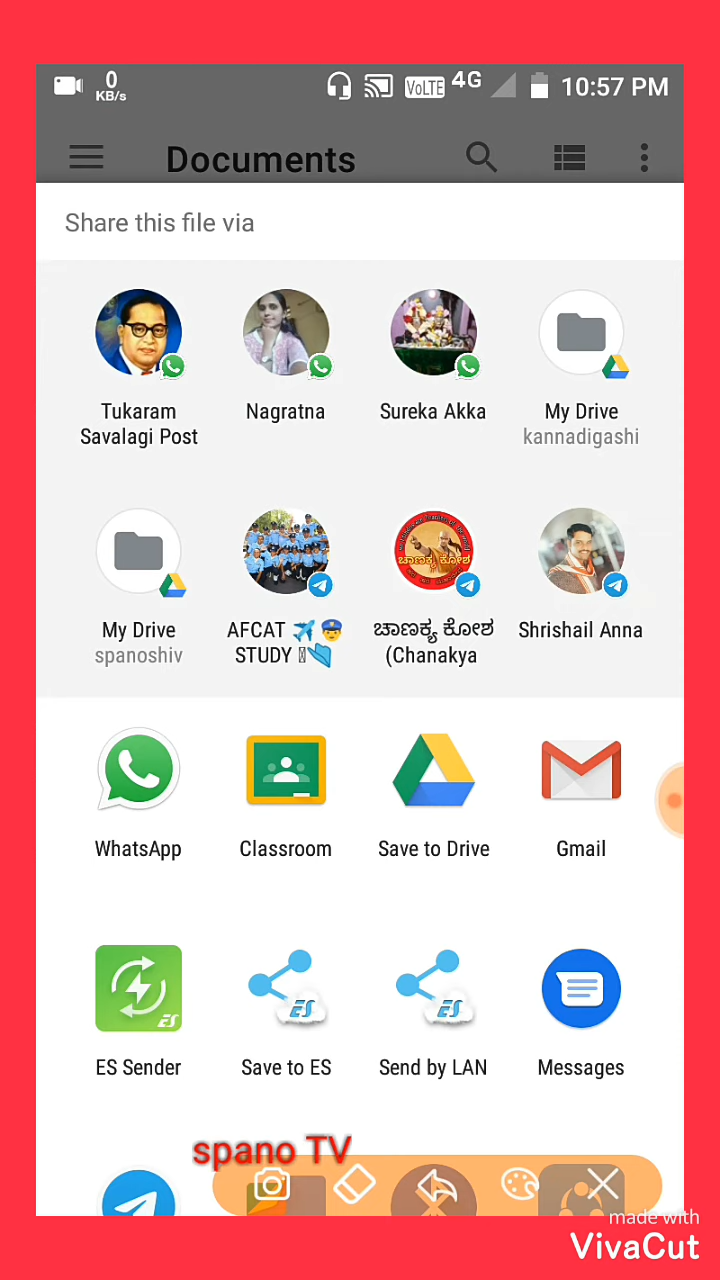 0
KB/s
VoLTE 4G 10:57 PM
Documents
Share this file via
Tukaram
Savalagi Post
Nagratna
Sureka Akka
My Drive
kannadigashi
My Drive
spanoshiv
AFCAT ✈️👮
STUDY
ಚಾಣಕ್ಯ ಕೋಶ
(Chanakya
Shrishail Anna
WhatsApp
Classroom
Save to Drive
Gmail
ES Sender
Save to ES
Send by LAN
Messages
spano TV
made with
VivaCut